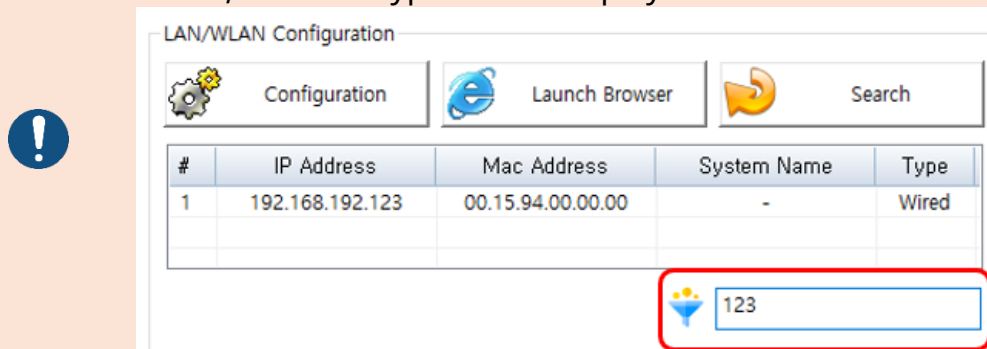 LAN/WLAN Configuration
Configuration Launch Browser Search
# IP Address Mac Address System Name Type
1 192.168.192.123 00.15.94.00.00.00 - Wired
123